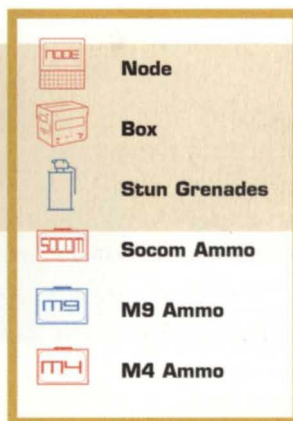 NODE
Node
Box
Stun Grenades
SOCOM
Socom Ammo
M9
M9 Ammo
M4
M4 Ammo